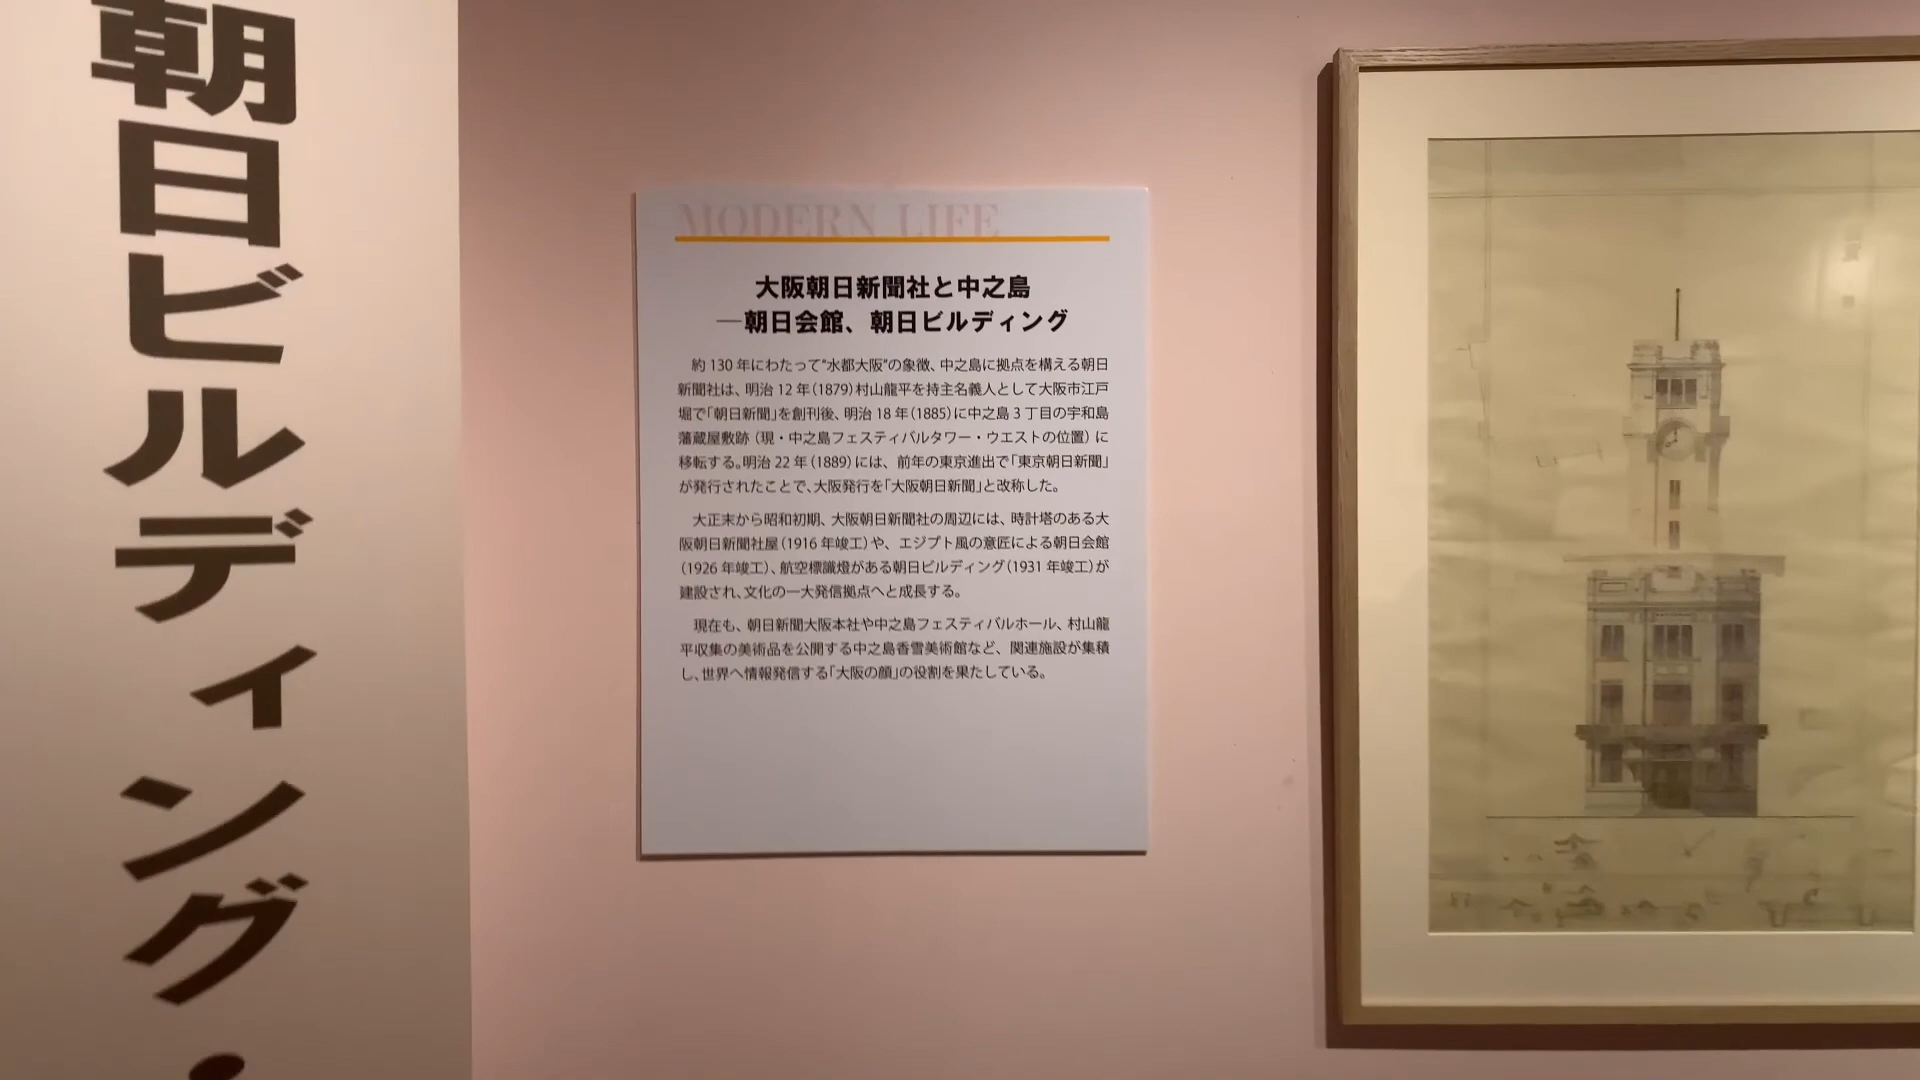 朝日ビルディング・
MODERN LIFE
大阪朝日新聞社と中之島
―朝日会館、朝日ビルディング
約130年にわたって"水都大阪"の象徴、中之島に拠点を構える朝日
新聞社は、明治12年(1879)村山龍平を持主名義人として大阪市江戸
堀で「朝日新聞」を創刊後、明治18年(1885)に中之島3丁目の宇和島
藩蔵屋敷跡(現・中之島フェスティバルタワー・ウエストの位置)に
移転する。明治22年(1889)には、前年の東京進出で「東京朝日新聞」
が発行されたことで、大阪発行を「大阪朝日新聞」と改称した。
大正末から昭和初期、大阪朝日新聞社の周辺には、時計塔のある大
阪朝日新聞社屋(1916年竣工)や、エジプト風の意匠による朝日会館
(1926年竣工)、航空標識燈がある朝日ビルディング(1931年竣工)が
建設され、文化の一大発信拠点へと成長する。
現在も、朝日新聞大阪本社や中之島フェスティバルホール、村山龍
平収集の美術品を公開する中之島香雪美術館など、関連施設が集積
し、世界へ情報発信する「大阪の顔」の役割を果たしている。